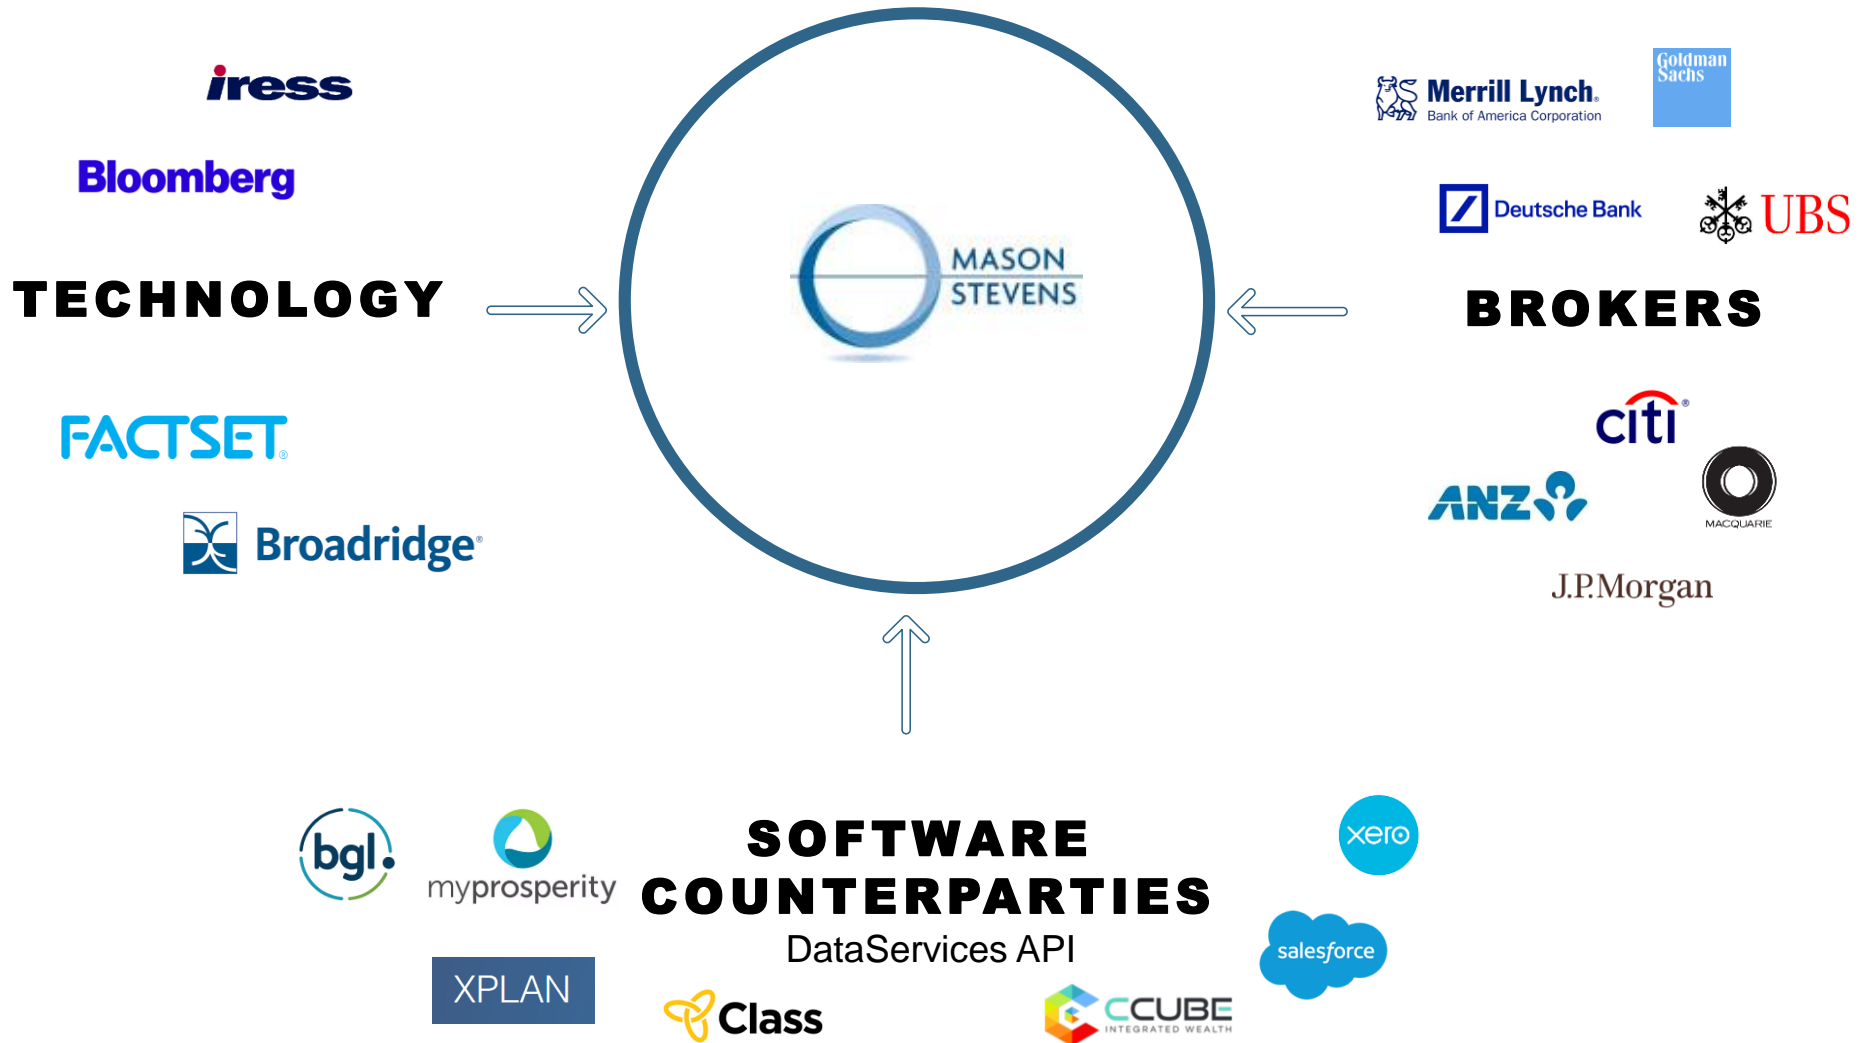 iress
Bloomberg
TECHNOLOGY
FACTSET®
Broadridge®
MASON
STEVENS
Merrill Lynch®
Bank of America Corporation
Goldman
Sachs
Deutsche Bank
UBS
BROKERS
citi®
ANZ
MACQUARIE
J.P.Morgan
bgl.
myprosperity
SOFTWARE
COUNTERPARTIES
DataServices API
xero
salesforce
XPLAN
Class
CCUBE
INTEGRATED WEALTH